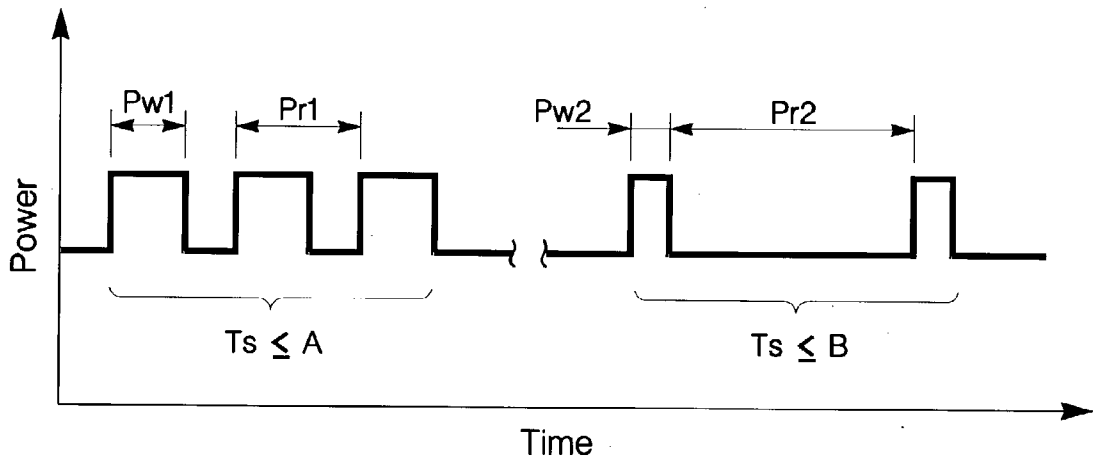 Pw1
Pr1
Pw2
Pr2
Power
Ts ≤ A
Ts ≤ B
Time